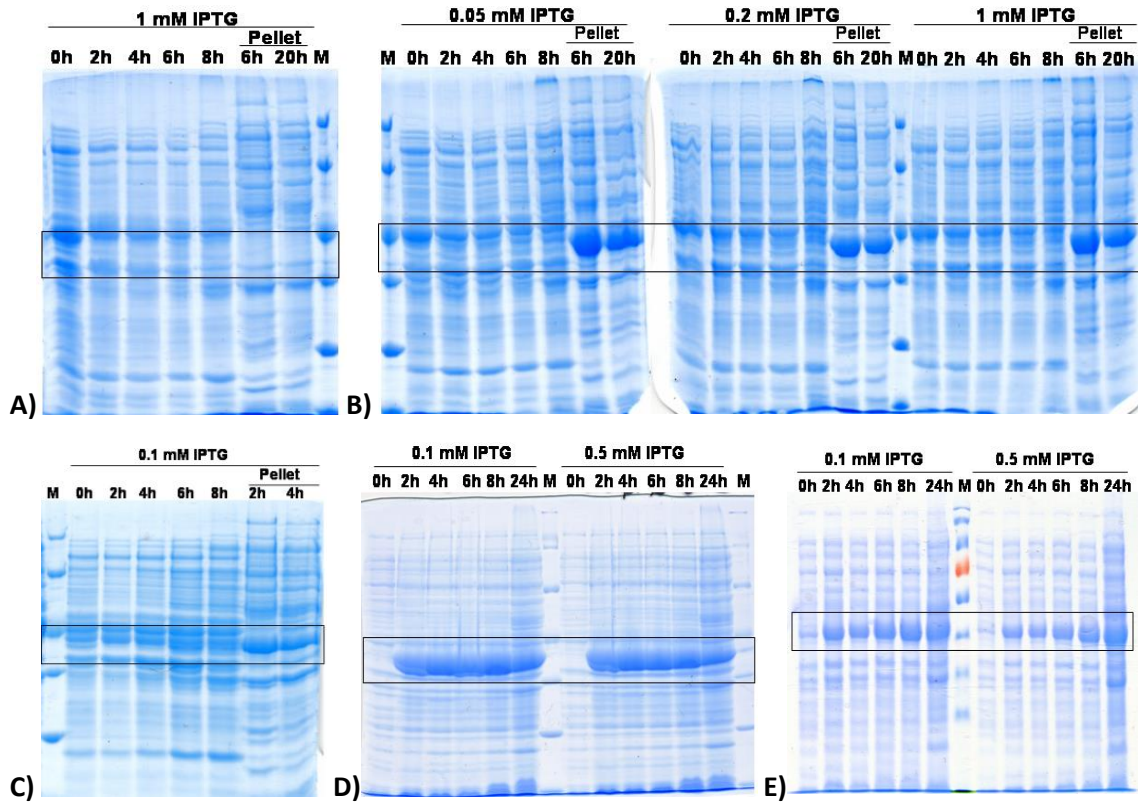 1 mM IPTG
Pellet
0h 2h 4h 6h 8h 6h 20h M
A)
0.05 mM IPTG 0.2 mM IPTG 1 mM IPTG
Pellet Pellet Pellet
M 0h 2h 4h 6h 8h 6h 20h 0h 2h 4h 6h 8h 6h 20h M 0h 2h 4h 6h 8h 6h 20h
B)
0.1 mM IPTG
Pellet
M 0h 2h 4h 6h 8h 2h 4h
C)
0.1 mM IPTG 0.5 mM IPTG
0h 2h 4h 6h 8h 24h M 0h 2h 4h 6h 8h 24h M
D)
0.1 mM IPTG 0.5 mM IPTG
0h 2h 4h 6h 8h 24h M 0h 2h 4h 6h 8h 24h
E)